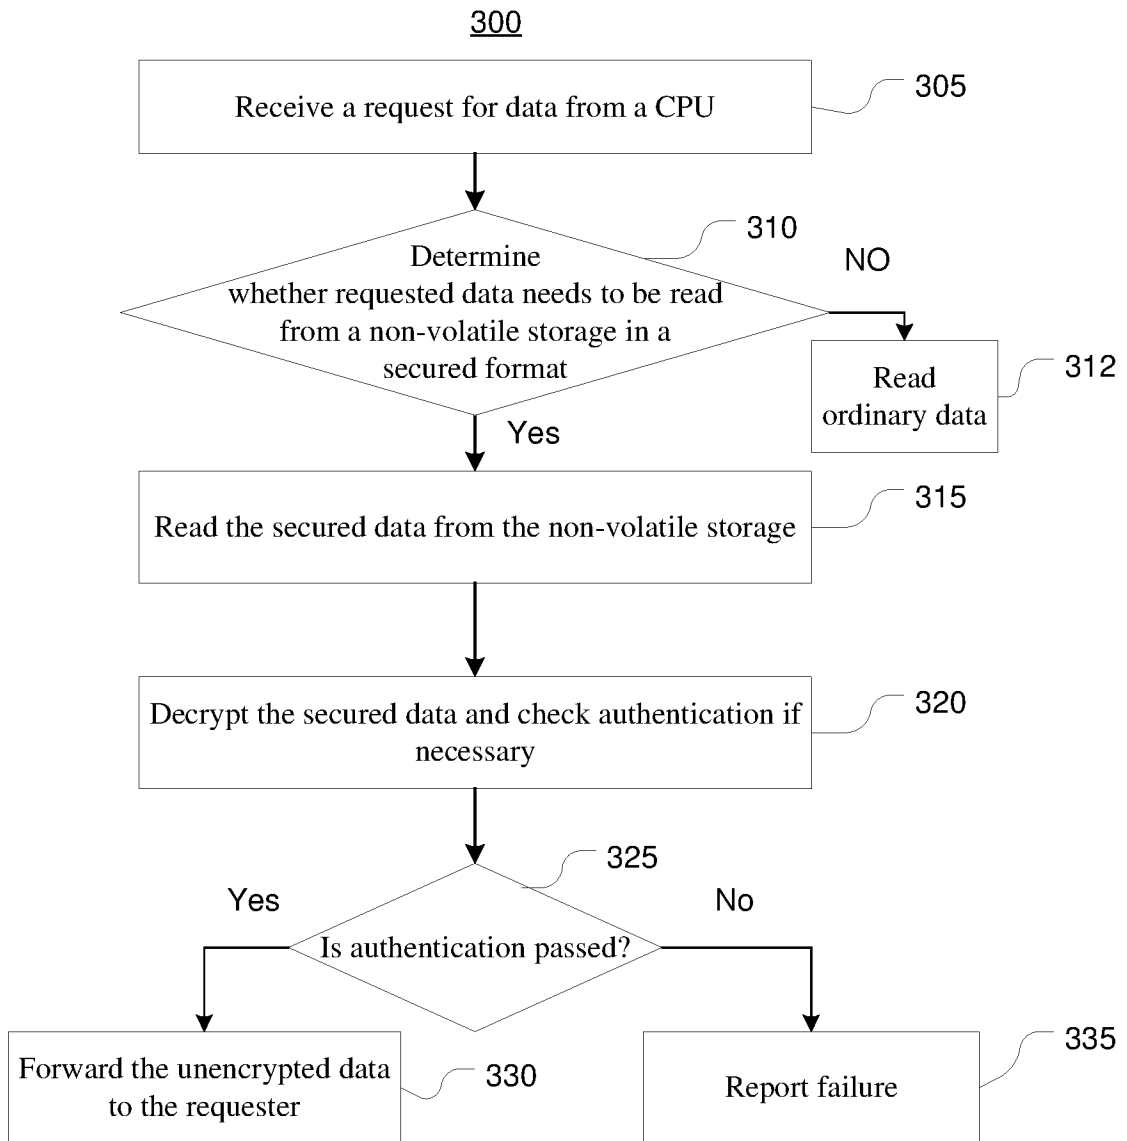 300
Receive a request for data from a CPU
305
310
Determine
whether requested data needs to be read
from a non-volatile storage in a
secured format
NO
Read
ordinary data
312
Yes
Read the secured data from the non-volatile storage
315
Decrypt the secured data and check authentication if
necessary
320
325
Yes
No
Is authentication passed?
Forward the unencrypted data
to the requester
330
Report failure
335